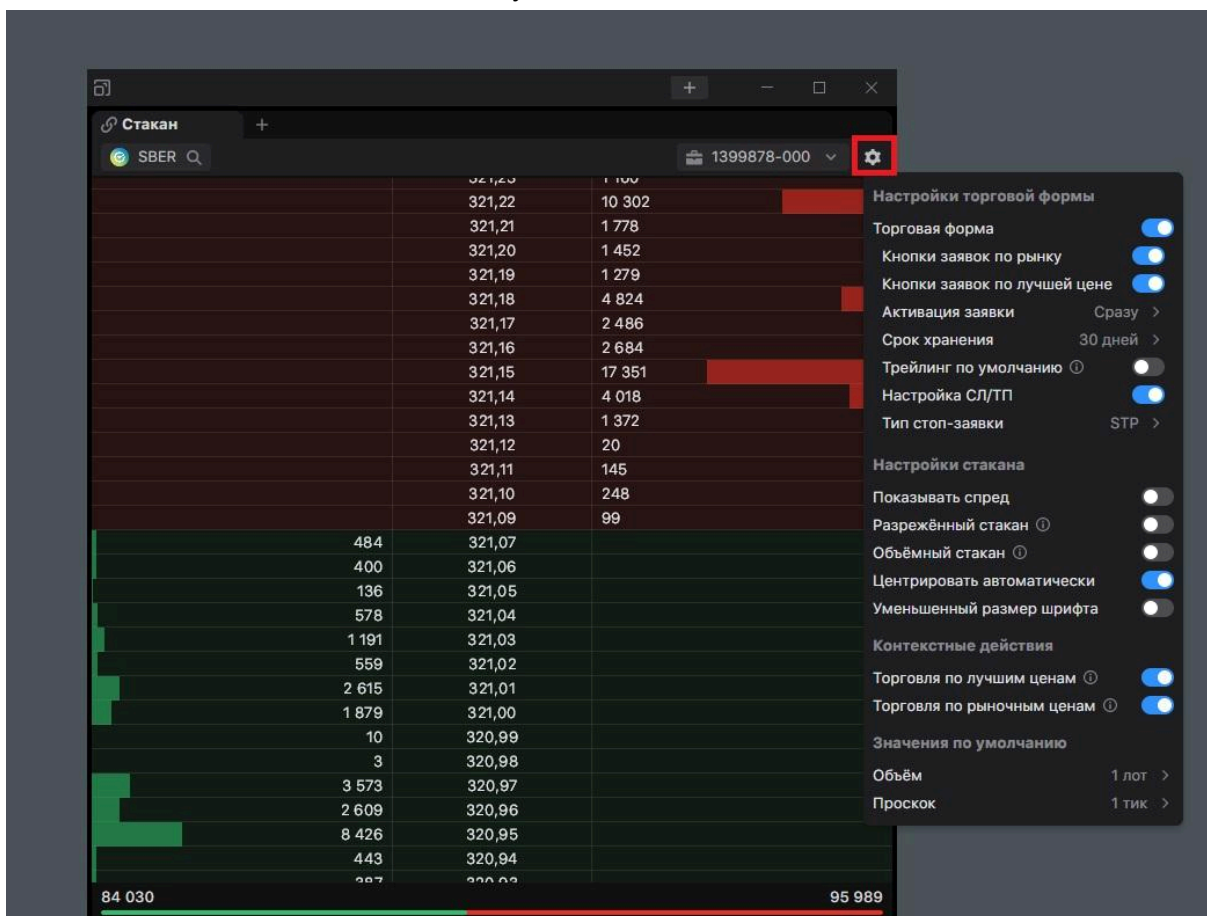 Стакан
SBER
1399878-000
321,22 10 302
321,21 1 778
321,20 1 452
321,19 1 279
321,18 4 824
321,17 2 486
321,16 2 684
321,15 17 351
321,14 4 018
321,13 1 372
321,12 20
321,11 145
321,10 248
321,09 99
484 321,07
400 321,06
136 321,05
578 321,04
1 191 321,03
559 321,02
2 615 321,01
1 879 321,00
10 320,99
3 320,98
3 573 320,97
2 609 320,96
8 426 320,95
443 320,94
84 030 95 989
Настройки торговой формы
Торговая форма
Кнопки заявок по рынку
Кнопки заявок по лучшей цене
Активация заявки Сразу
Срок хранения 30 дней
Трейлинг по умолчанию
Настройка СЛ/ТП
Тип стоп-заявки STP
Настройки стакана
Показывать спред
Разрежённый стакан
Объёмный стакан
Центрировать автоматически
Уменьшенный размер шрифта
Контекстные действия
Торговля по лучшим ценам
Торговля по рыночным ценам
Значения по умолчанию
Объём 1 лот
Проскок 1 тик